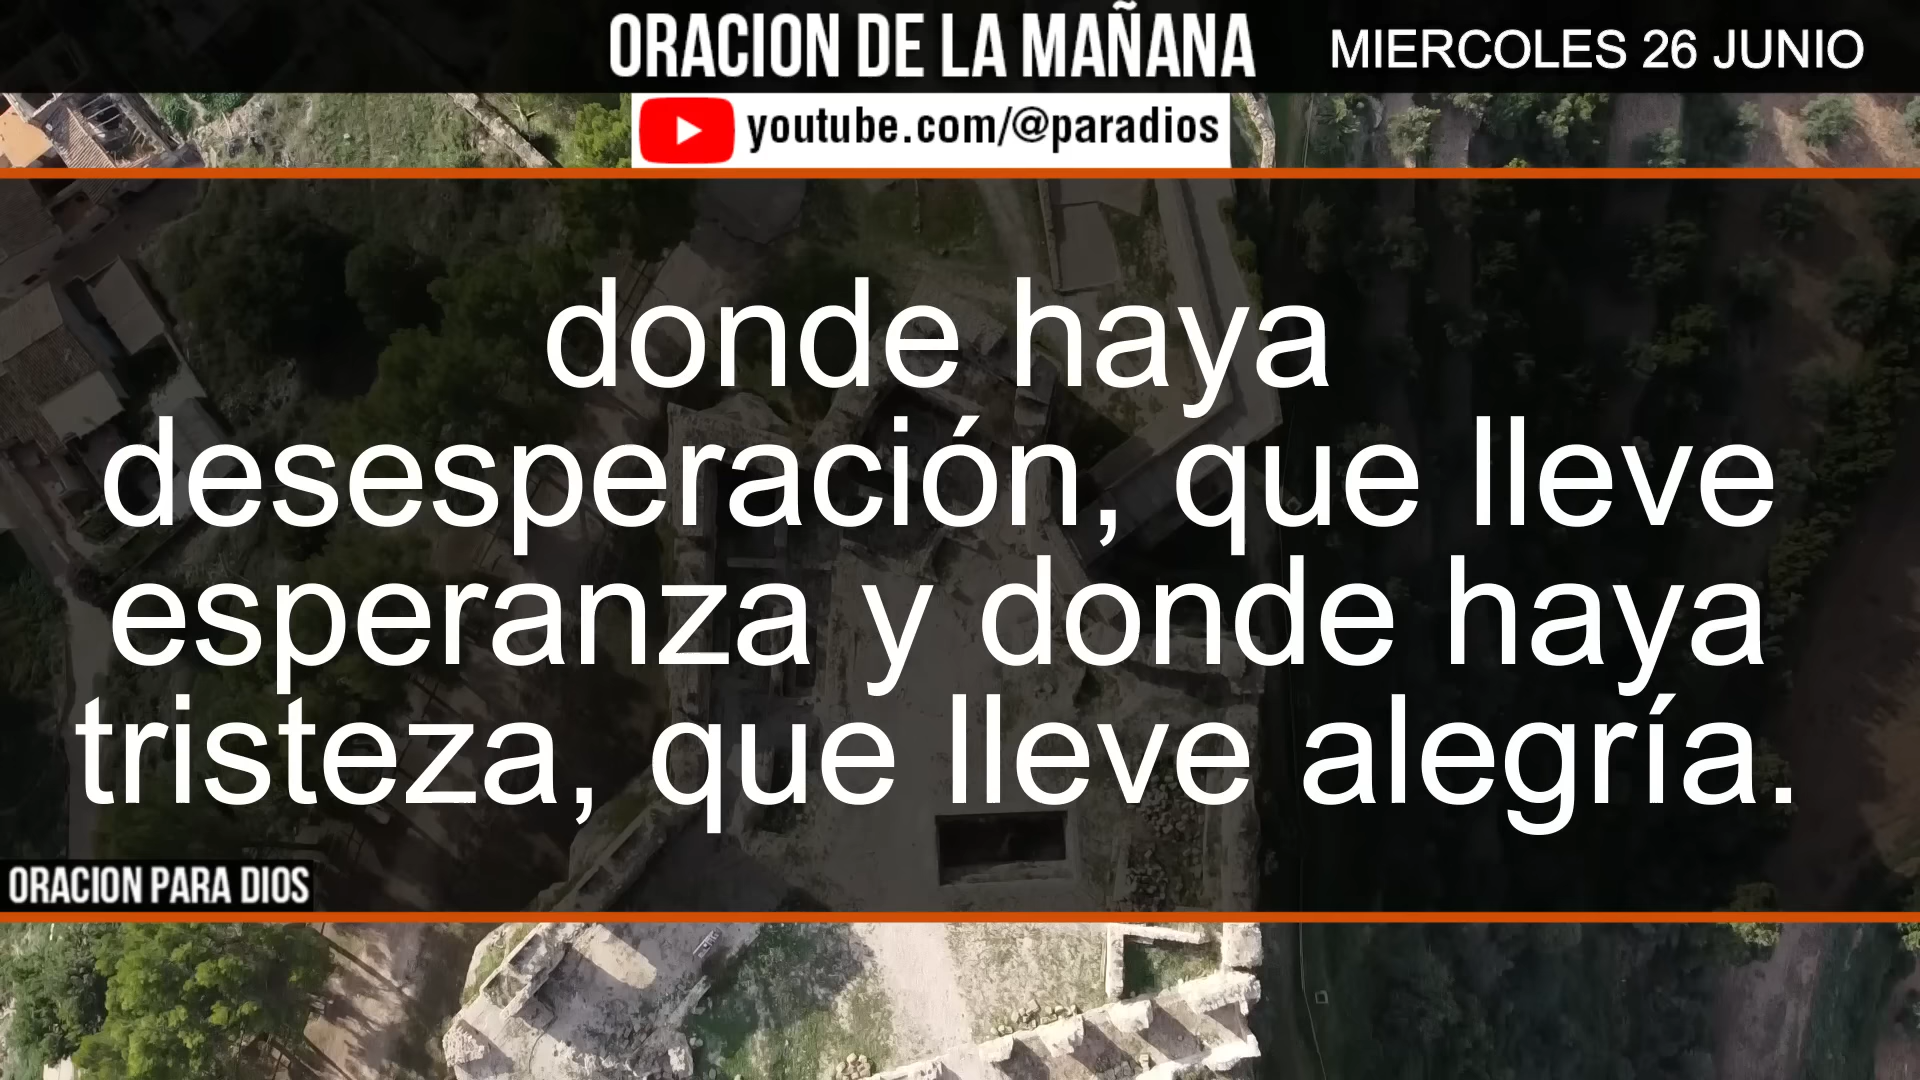 ORACION DE LA MAÑANA
MIERCOLES 26 JUNIO
youtube.com/@paradios
donde haya
desesperación, que lleve
esperanza y donde haya
tristeza, que lleve alegría.
ORACION PARA DIOS